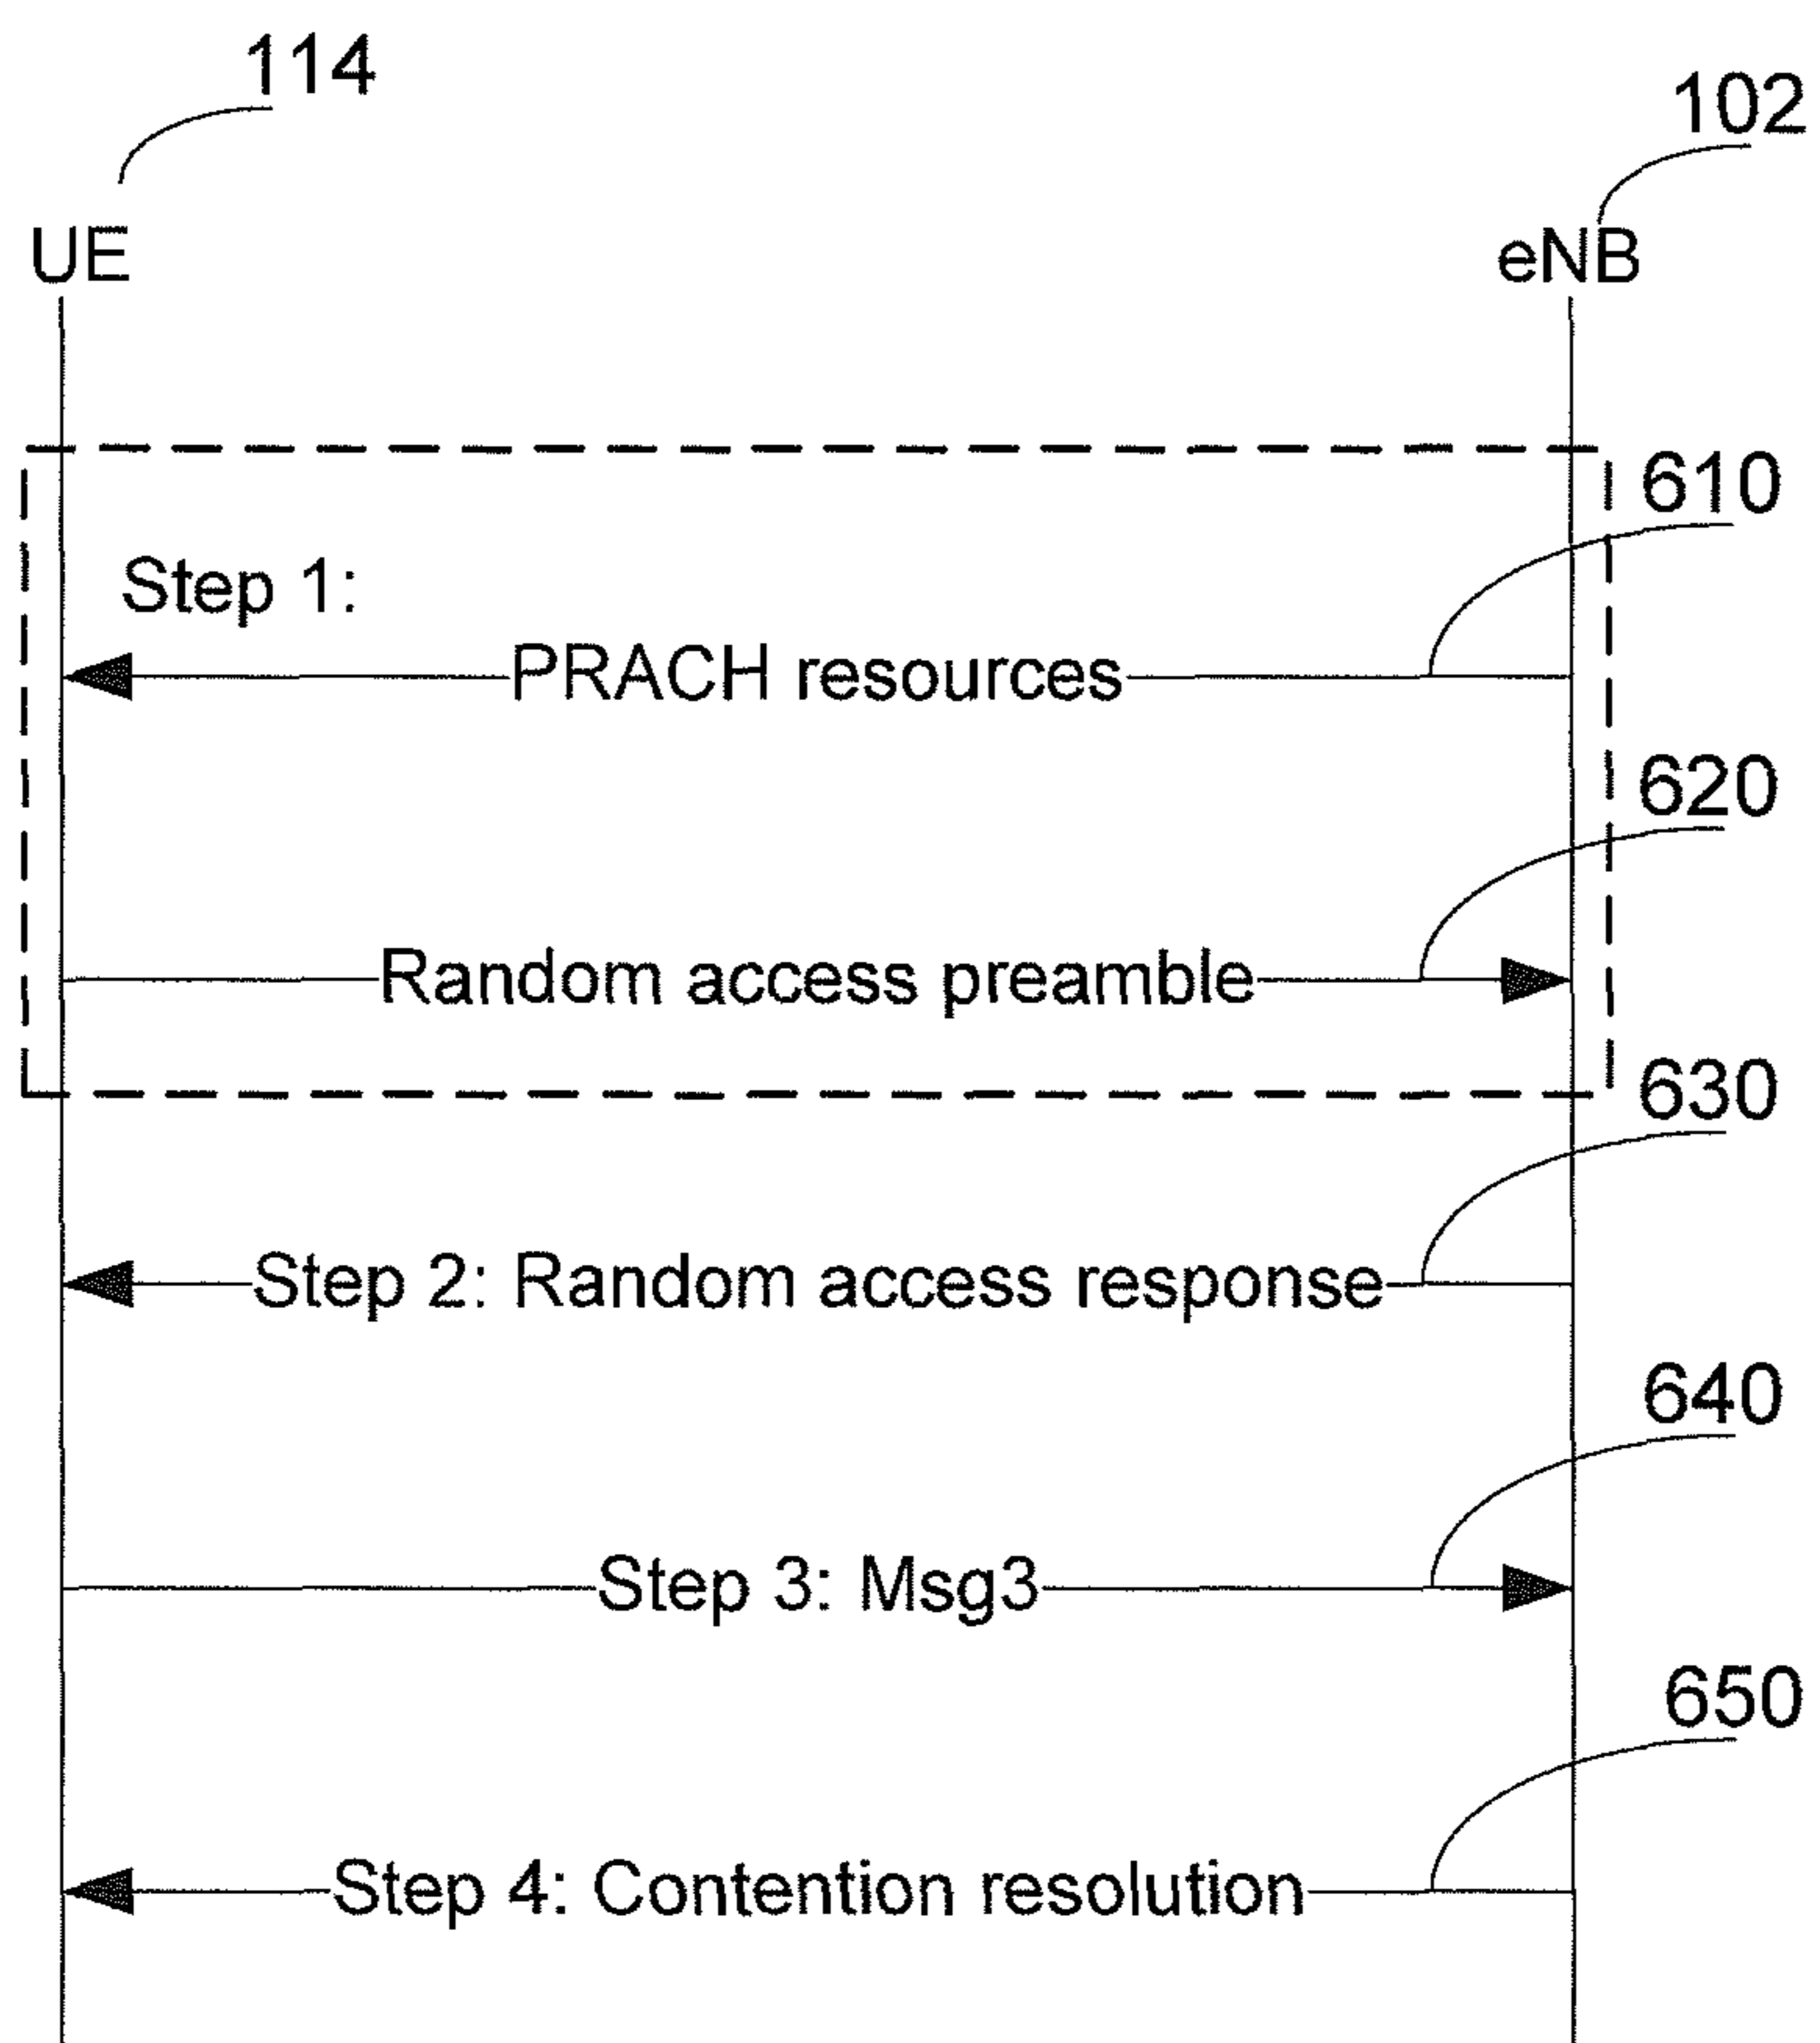 114
102
UE
eNB
610
Step 1:
PRACH resources
620
Random access preamble
630
Step 2: Random access response
640
Step 3: Msg3
650
Step 4: Contention resolution